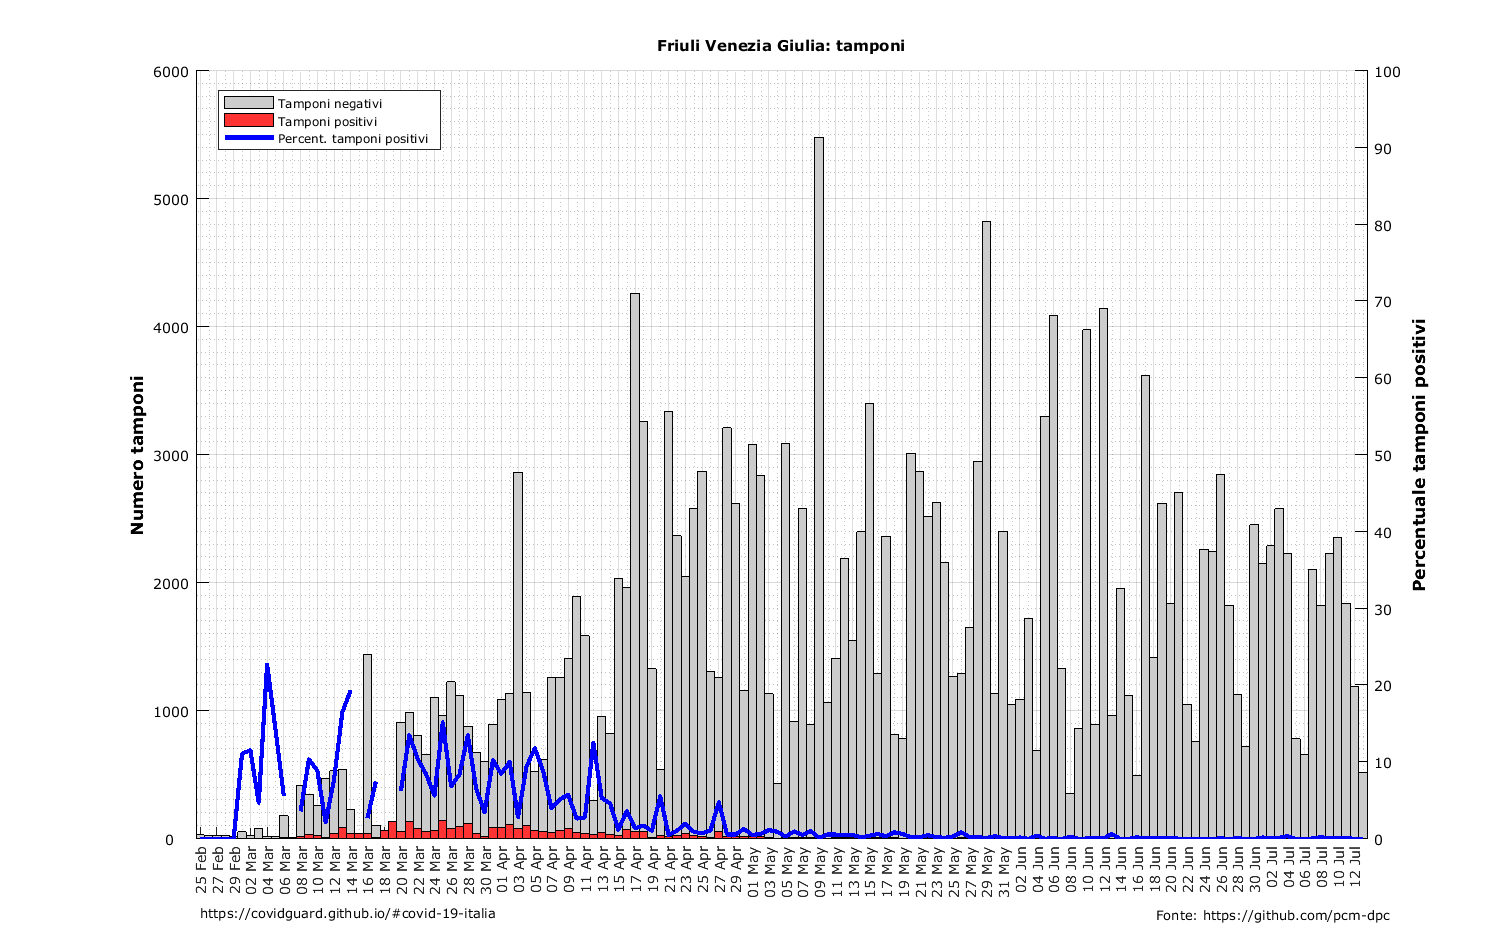 Friuli Venezia Giulia: tamponi
Tamponi negativi
Tamponi positivi
Percent. tamponi positivi
Numero tamponi
6000
5000
4000
3000
2000
1000
0
Percentuale tamponi positivi
100
90
80
70
60
50
40
30
20
10
0
25 Feb
27 Feb
29 Feb
02 Mar
04 Mar
06 Mar
08 Mar
10 Mar
12 Mar
14 Mar
16 Mar
18 Mar
20 Mar
22 Mar
24 Mar
26 Mar
28 Mar
30 Mar
01 Apr
03 Apr
05 Apr
07 Apr
09 Apr
11 Apr
13 Apr
15 Apr
17 Apr
19 Apr
21 Apr
23 Apr
25 Apr
27 Apr
29 Apr
01 May
03 May
05 May
07 May
09 May
11 May
13 May
15 May
17 May
19 May
21 May
23 May
25 May
27 May
29 May
31 May
02 Jun
04 Jun
06 Jun
08 Jun
10 Jun
12 Jun
14 Jun
16 Jun
18 Jun
20 Jun
22 Jun
24 Jun
26 Jun
28 Jun
30 Jun
02 Jul
04 Jul
06 Jul
08 Jul
10 Jul
12 Jul
https://covidguard.github.io/#covid-19-italia
Fonte: https://github.com/pcm-dpc